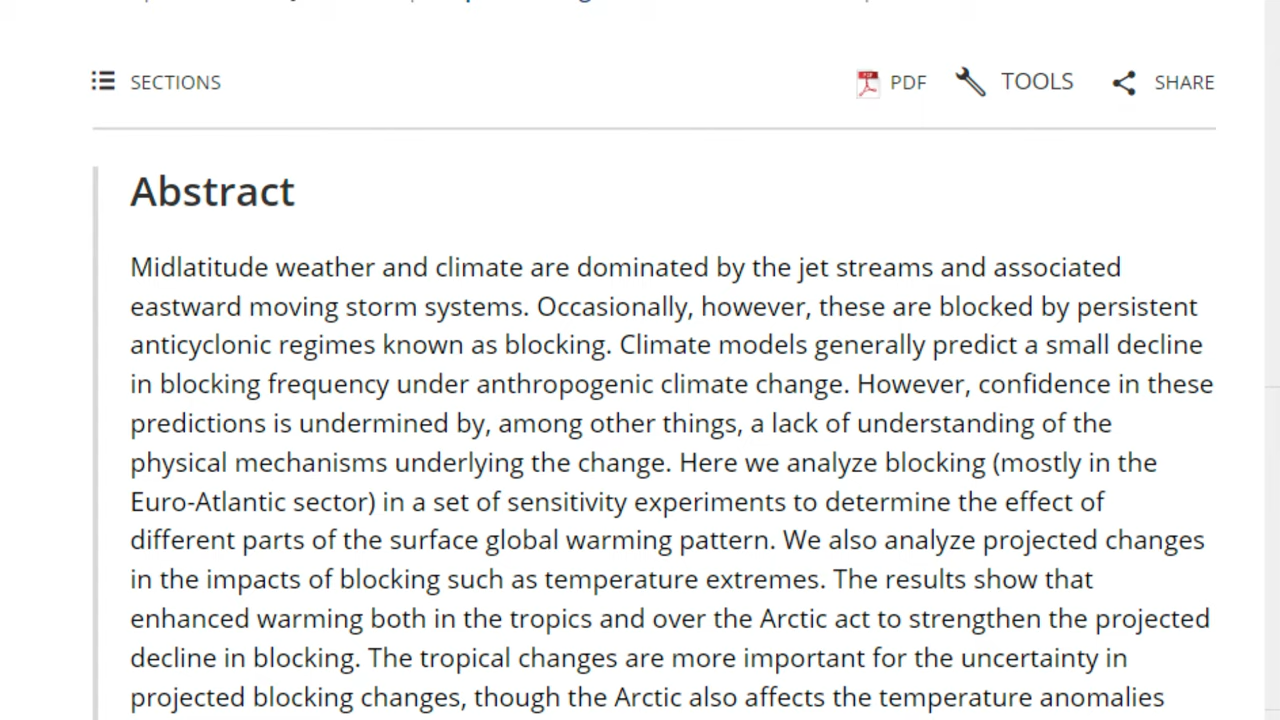 SECTIONS
PDF
TOOLS
SHARE
Abstract
Midlatitude weather and climate are dominated by the jet streams and associated
eastward moving storm systems. Occasionally, however, these are blocked by persistent
anticyclonic regimes known as blocking. Climate models generally predict a small decline
in blocking frequency under anthropogenic climate change. However, confidence in these
predictions is undermined by, among other things, a lack of understanding of the
physical mechanisms underlying the change. Here we analyze blocking (mostly in the
Euro-Atlantic sector) in a set of sensitivity experiments to determine the effect of
different parts of the surface global warming pattern. We also analyze projected changes
in the impacts of blocking such as temperature extremes. The results show that
enhanced warming both in the tropics and over the Arctic act to strengthen the projected
decline in blocking. The tropical changes are more important for the uncertainty in
projected blocking changes, though the Arctic also affects the temperature anomalies